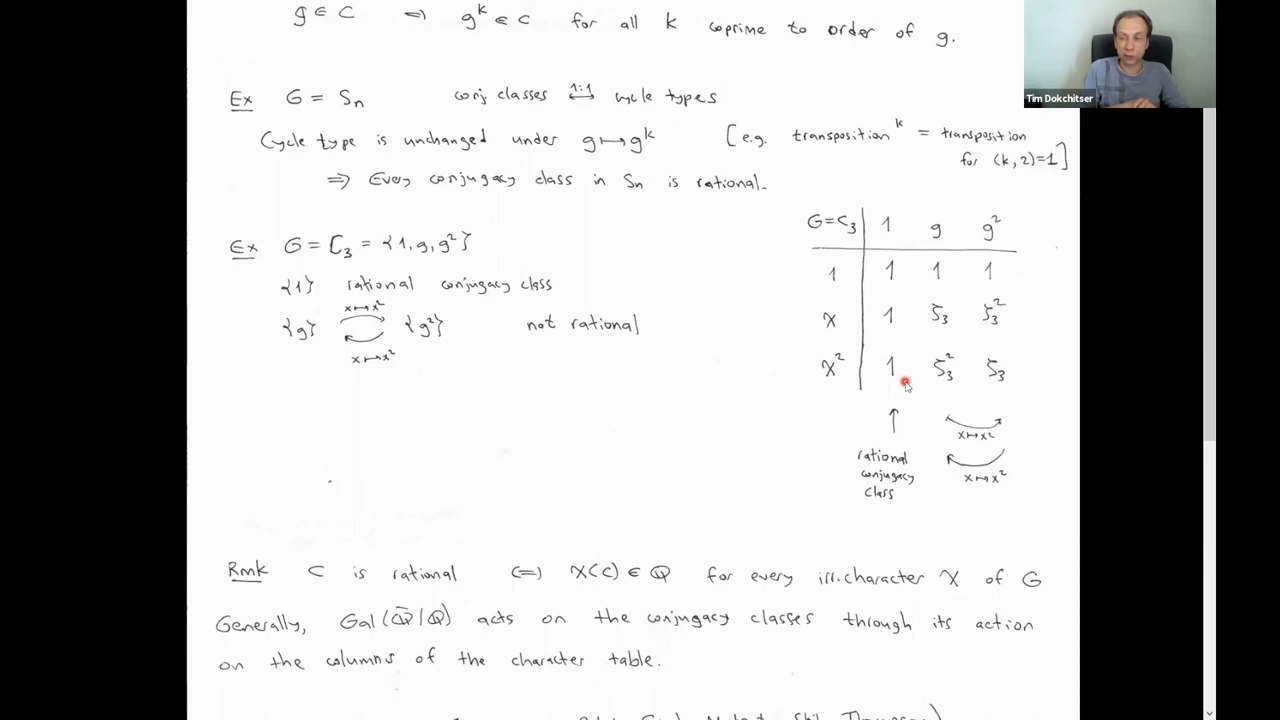 g ∈ C ⇒ g^k ∈ C for all k coprime to order of g.
Tim Dokchitser
Ex G = Sn conj classes 1:1 ↔ cycle types
Cycle type is unchanged under g ↦ g^k [e.g. transposition^k = transposition
for (k,2)=1]
⇒ Every conjugacy class in Sn is rational.
Ex G = C₃ = {1, g, g²}
{1} rational conjugacy class
x ↦ x²
{g} {g²} not rational
x ↦ x²
G=C₃ 1 g g²
1 1 1 1
χ 1 ζ₃ ζ₃²
χ² 1 ζ₃² ζ₃
↑ x ↦ x²
rational
conjugacy x ↦ x²
class
Rmk C is rational ⇔ χ(C) ∈ ℚ for every irr. character χ of G
Generally, Gal(ℚ̄/ℚ) acts on the conjugacy classes through its action
on the columns of the character table.